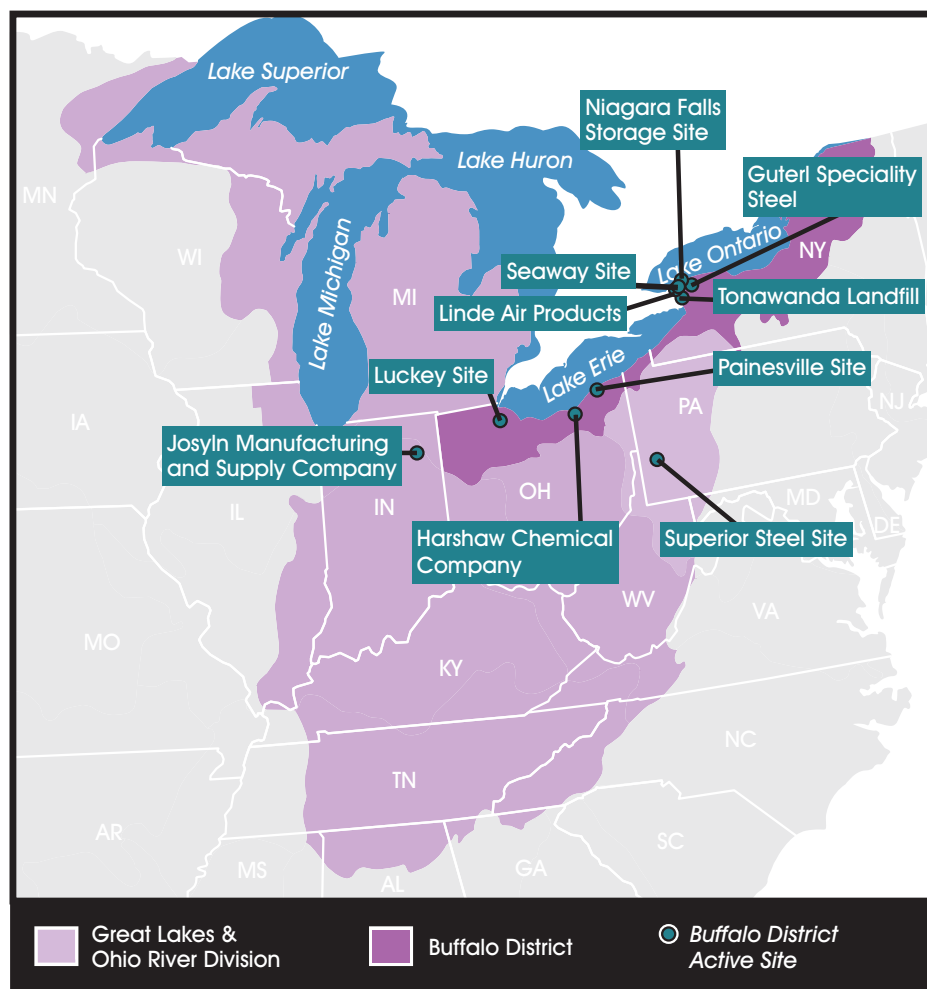 Lake Superior
Niagara Falls
Storage Site
Lake Huron
Guterl Speciality
Steel
MN
WI
NY
Lake Ontario
Seaway Site
Lake Michigan
MI
Tonawanda Landfill
Linde Air Products
Lake Erie
Painesville Site
Luckey Site
PA
NJ
IA
Josyln Manufacturing
and Supply Company
OH
MD
IL
IN
DE
Harshaw Chemical
Company
Superior Steel Site
WV
VA
MO
KY
NC
TN
AR
SC
MS
AL
GA
Great Lakes &
Ohio River Division
Buffalo District
Buffalo District
Active Site